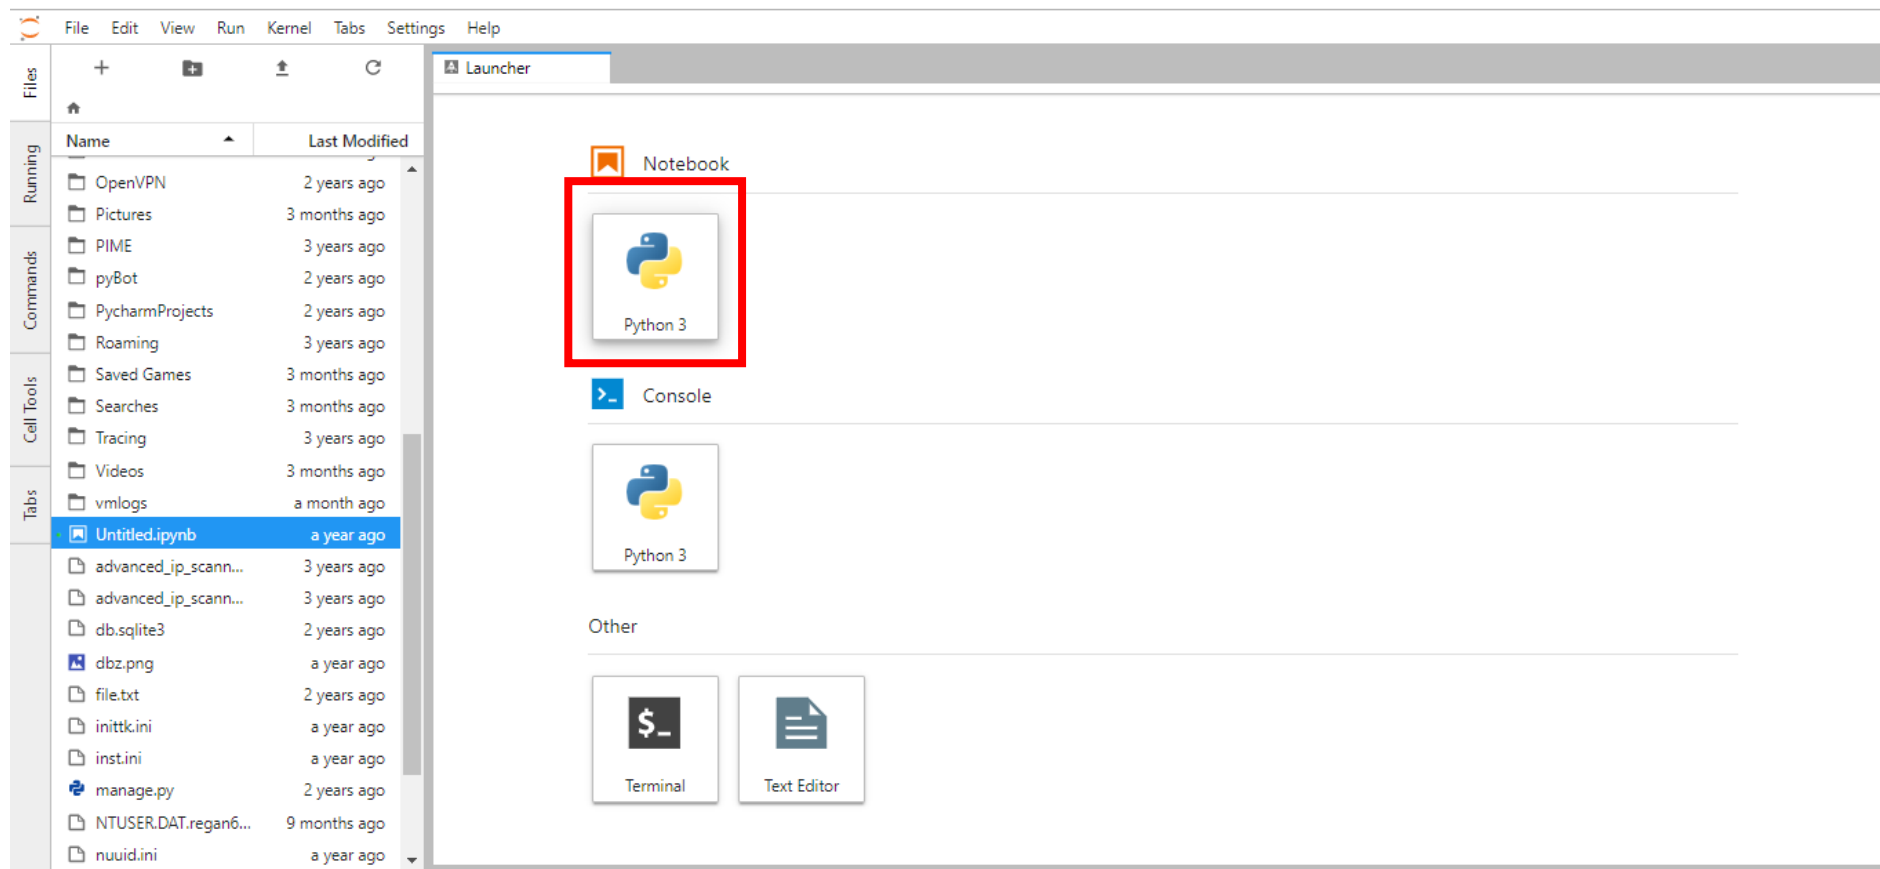 File Edit View Run Kernel Tabs Settings Help
Files
Running
Commands
Cell Tools
Tabs
Name Last Modified
OpenVPN 2 years ago
Pictures 3 months ago
PIME 3 years ago
pyBot 2 years ago
PycharmProjects 2 years ago
Roaming 3 years ago
Saved Games 3 months ago
Searches 3 months ago
Tracing 3 years ago
Videos 3 months ago
vmlogs a month ago
Untitled.ipynb a year ago
advanced_ip_scann... 3 years ago
advanced_ip_scann... 3 years ago
db.sqlite3 2 years ago
dbz.png a year ago
file.txt 2 years ago
inittk.ini a year ago
inst.ini a year ago
manage.py 2 years ago
NTUSER.DAT.regan6... 9 months ago
nuuid.ini a year ago
Launcher
Notebook
Python 3
Console
Python 3
Other
$_
Terminal Text Editor